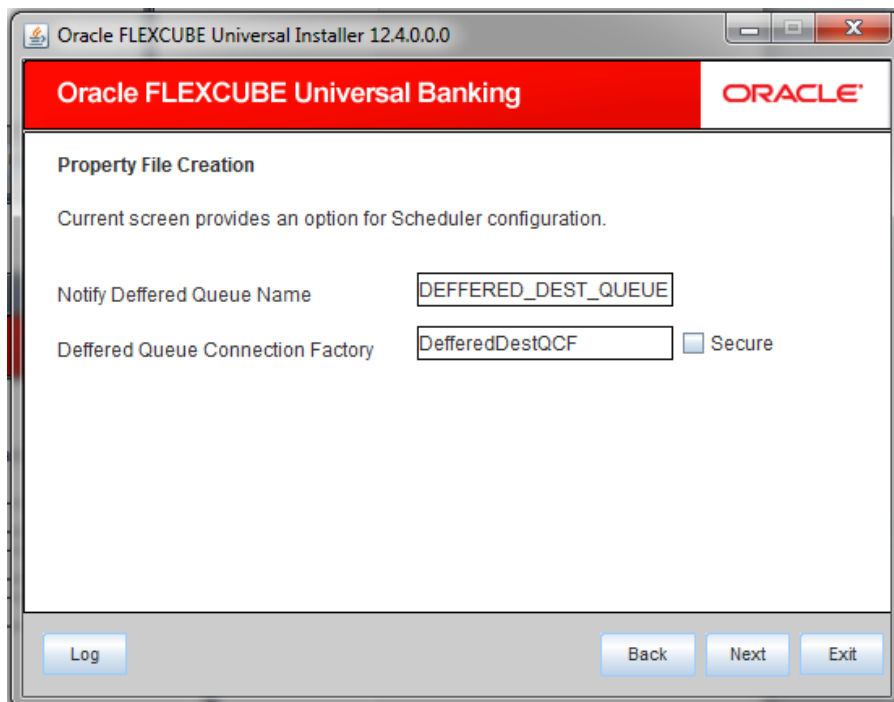 Oracle FLEXCUBE Universal Installer 12.4.0.0.0
Oracle FLEXCUBE Universal Banking
ORACLE
Property File Creation
Current screen provides an option for Scheduler configuration.
Notify Deffered Queue Name DEFFERED_DEST_QUEUE
Deffered Queue Connection Factory DefferedDestQCF Secure
Log Back Next Exit